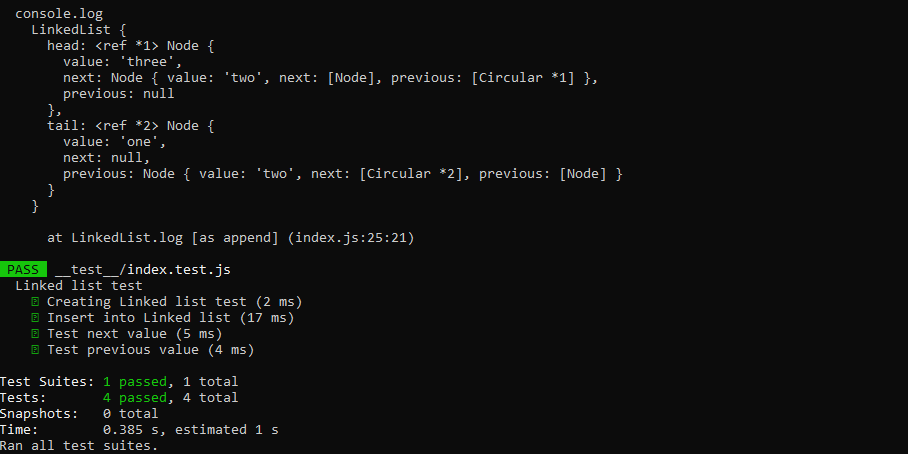 console.log
LinkedList {
head: <ref *1> Node {
value: 'three',
next: Node { value: 'two', next: [Node], previous: [Circular *1] },
previous: null
},
tail: <ref *2> Node {
value: 'one',
next: null,
previous: Node { value: 'two', next: [Circular *2], previous: [Node] }
}
}
at LinkedList.log [as append] (index.js:25:21)
PASS __test__/index.test.js
Linked list test
Creating Linked list test (2 ms)
Insert into Linked list (17 ms)
Test next value (5 ms)
Test previous value (4 ms)
Test Suites: 1 passed, 1 total
Tests: 4 passed, 4 total
Snapshots: 0 total
Time: 0.385 s, estimated 1 s
Ran all test suites.